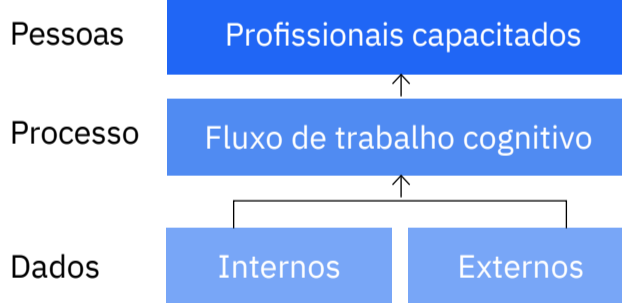 Pessoas
Profissionais capacitados
Processo
Fluxo de trabalho cognitivo
Dados
Internos
Externos